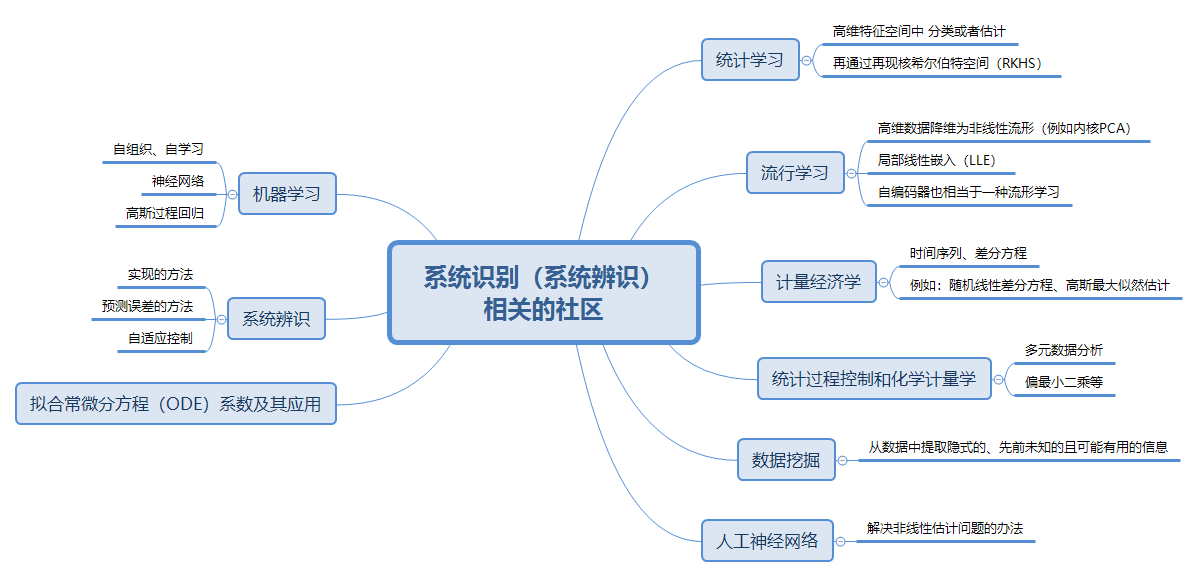 系统识别（系统辨识）
相关的社区
统计学习
高维特征空间中 分类或者估计
再通过再现核希尔伯特空间（RKHS）
流行学习
高维数据降维为非线性流形（例如内核PCA）
局部线性嵌入（LLE）
自编码器也相当于一种流形学习
计量经济学
时间序列、差分方程
例如：随机线性差分方程、高斯最大似然估计
统计过程控制和化学计量学
多元数据分析
偏最小二乘等
数据挖掘
从数据中提取隐式的、先前未知的且可能有用的信息
人工神经网络
解决非线性估计问题的办法
机器学习
自组织、自学习
神经网络
高斯过程回归
系统辨识
实现的方法
预测误差的方法
自适应控制
拟合常微分方程（ODE）系数及其应用